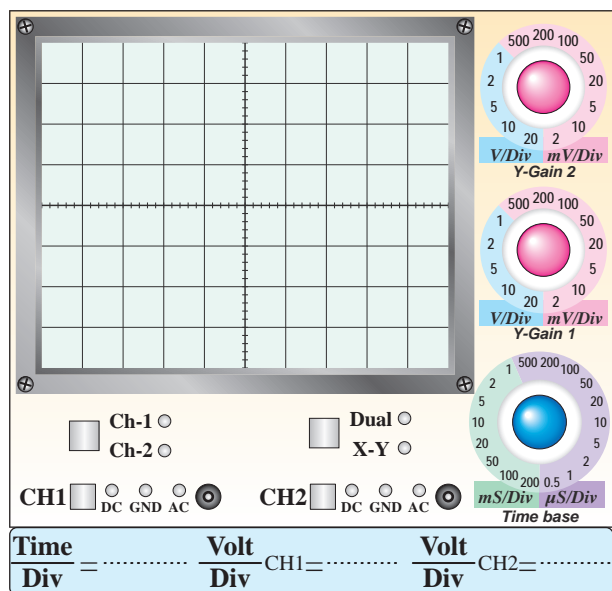 500 200 100
1 50
2 20
5 5
10 10
20 2
V/Div mV/Div
Y-Gain 2
500 200 100
1 50
2 20
5 5
10 10
20 2
V/Div mV/Div
Y-Gain 1
1 500 200
2 100
5 50
10 20
20 10
50 5
100 2
200 0.5 1
mS/Div µS/Div
Time base
Ch-1
Ch-2
Dual
X-Y
CH1 DC GND AC
CH2 DC GND AC
Time/Div = ............ Volt/Div CH1= ............ Volt/Div CH2= ............